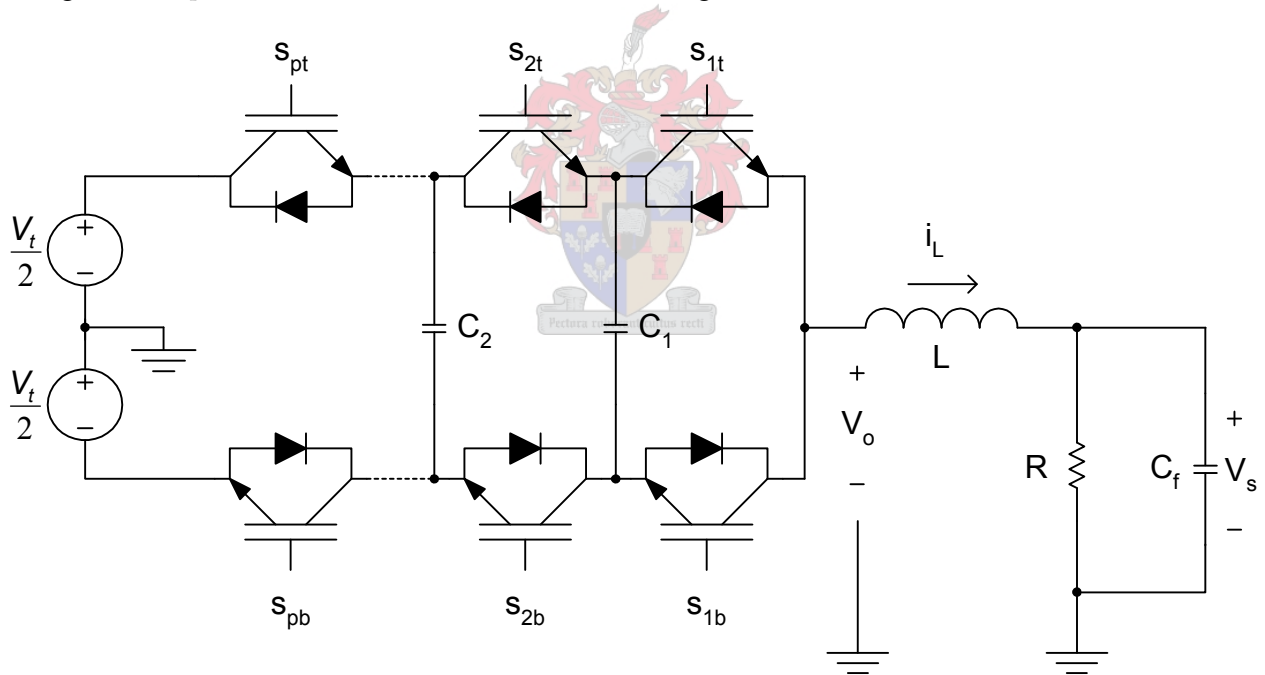 s_pt s_2t s_1t
V_t/2
+
−
i_L
C_2 C_1
L
V_t/2
+
−
+
V_o
−
R
C_f
+
V_s
−
s_pb s_2b s_1b